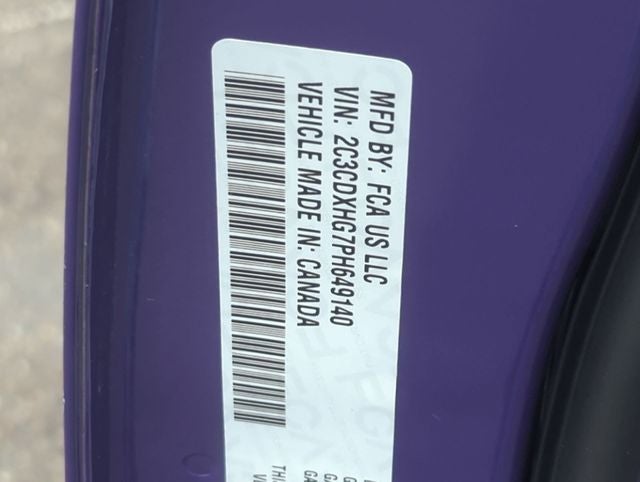 MFD BY: FCA US LLC
VIN: 2C3CDXHG7PH649140
VEHICLE MADE IN: CANADA